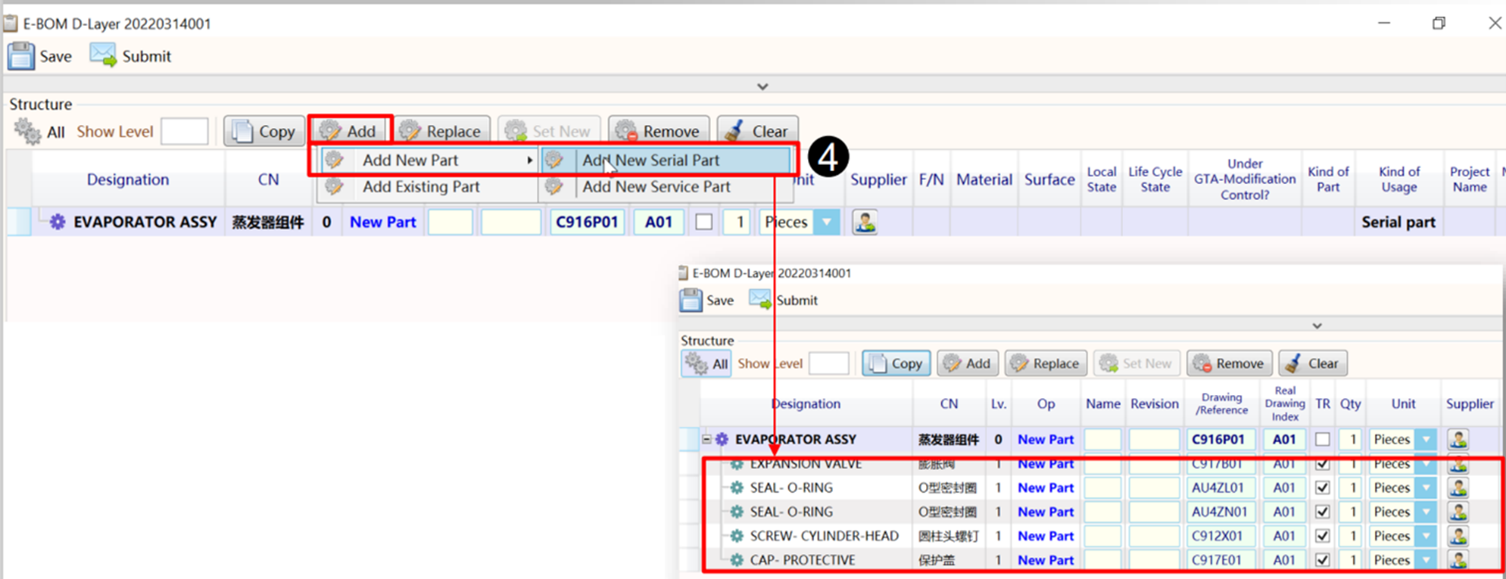 E-BOM D-Layer 20220314001
Save Submit
Structure
All Show Level Copy Add Replace Set New Remove Clear
Add New Part Add New Serial Part 4
Add Existing Part Add New Service Part
Designation CN Supplier F/N Material Surface Local State Life Cycle State Under GTA-Modification Control? Kind of Part Kind of Usage Project Name
EVAPORATOR ASSY 蒸发器组件 0 New Part C916P01 A01 1 Pieces Serial part
E-BOM D-Layer 20220314001
Save Submit
Structure
All Show Level Copy Add Replace Set New Remove Clear
Designation CN Lv. Op Name Revision Drawing /Reference Real Drawing Index TR Qty Unit Supplier
EVAPORATOR ASSY 蒸发器组件 0 New Part C916P01 A01 1 Pieces
EXPANSION VALVE 膨胀阀 1 New Part C917B01 A01 1 Pieces
SEAL- O-RING O型密封圈 1 New Part AU4ZL01 A01 1 Pieces
SEAL- O-RING O型密封圈 1 New Part AU4ZN01 A01 1 Pieces
SCREW- CYLINDER-HEAD 圆柱头螺钉 1 New Part C912X01 A01 1 Pieces
CAP- PROTECTIVE 保护盖 1 New Part C917E01 A01 1 Pieces